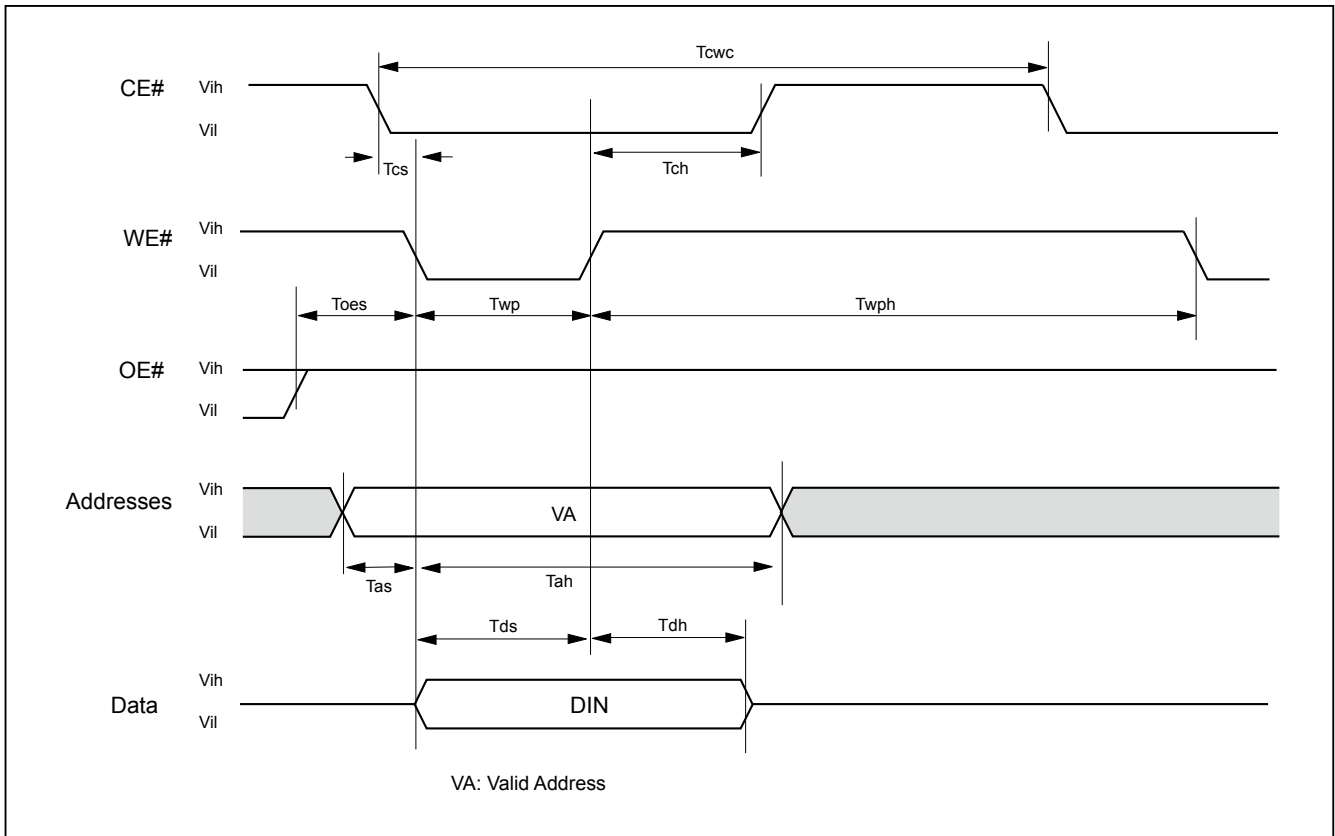 Tcwc
CE#
Vih
Vil
Tcs
Tch
WE#
Vih
Vil
Toes
Twp
Twph
OE#
Vih
Vil
Addresses
Vih
Vil
VA
Tas
Tah
Tds
Tdh
Data
Vih
Vil
DIN
VA: Valid Address